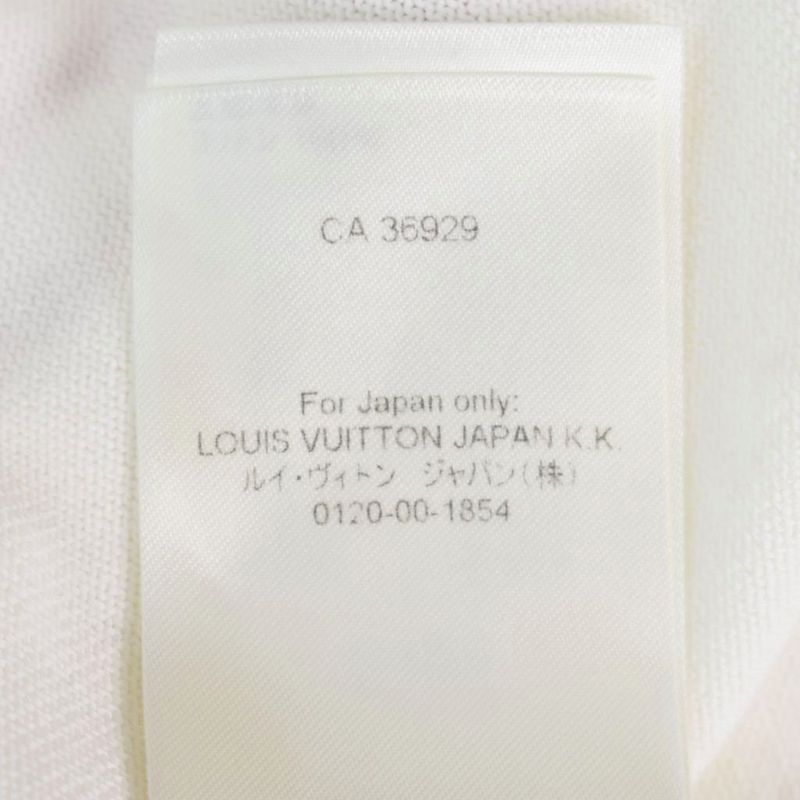 CA 36929
For Japan only:
LOUIS VUITTON JAPAN K.K.
ルイ・ヴィトン ジャパン(株)
0120-00-1854